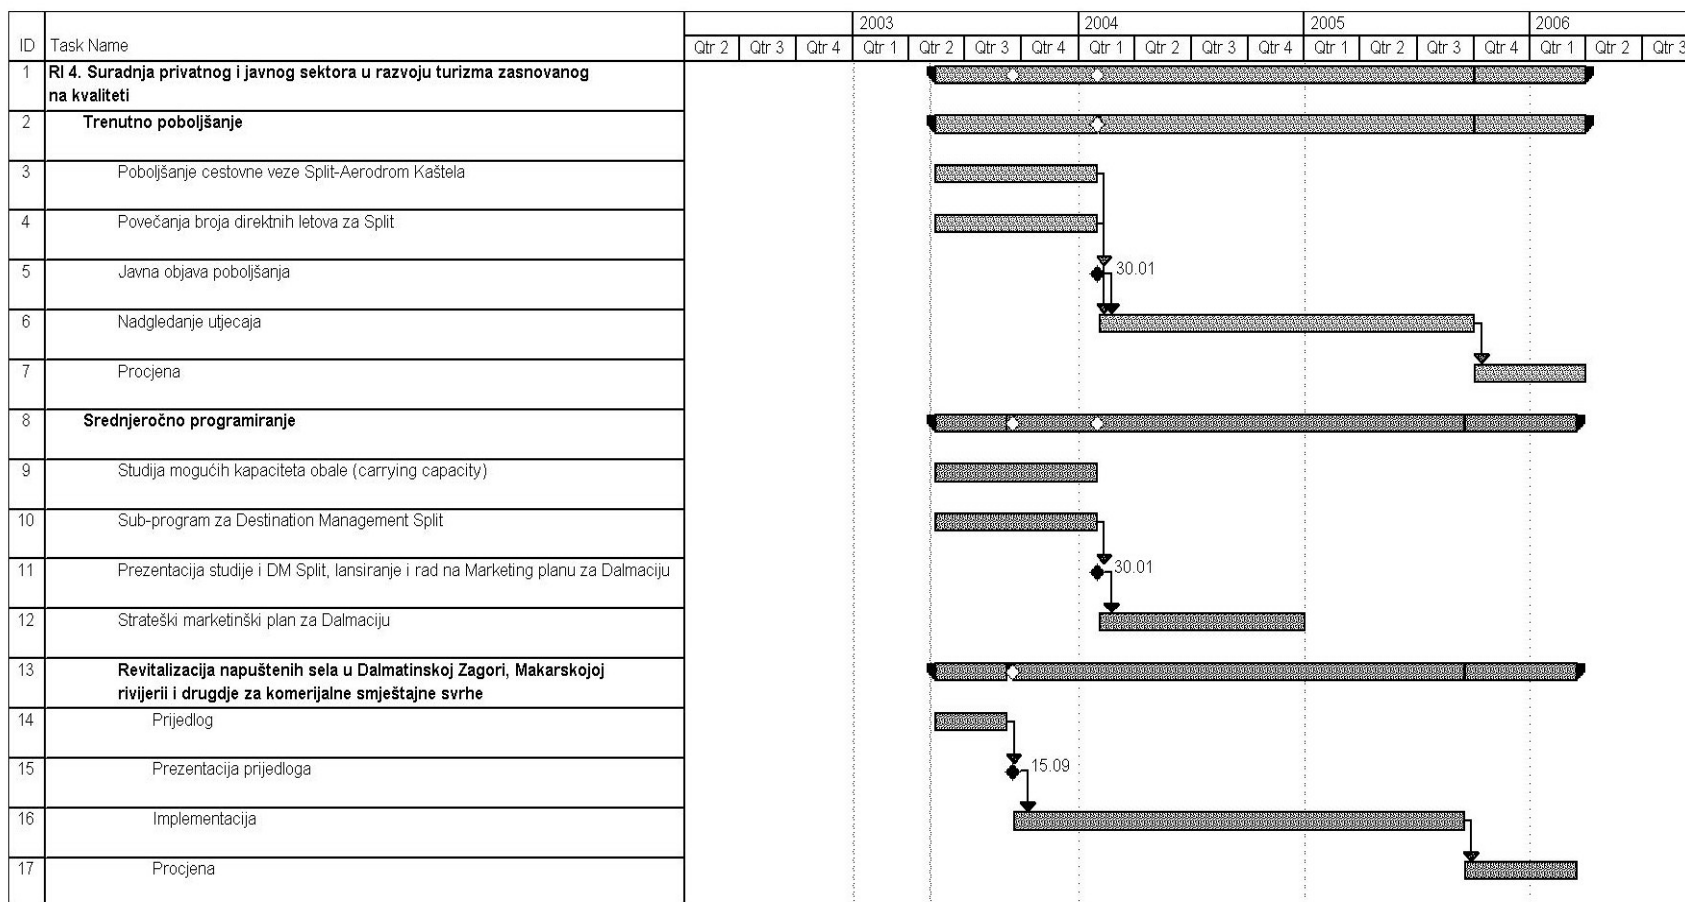 2003 2004 2005 2006
ID Task Name Qtr 2 Qtr 3 Qtr 4 Qtr 1 Qtr 2 Qtr 3 Qtr 4 Qtr 1 Qtr 2 Qtr 3 Qtr 4 Qtr 1 Qtr 2 Qtr 3 Qtr 4 Qtr 1 Qtr 2 Qtr 3
1 RI 4. Suradnja privatnog i javnog sektora u razvoju turizma zasnovanog
na kvaliteti
2 Trenutno poboljšanje
3 Poboljšanje cestovne veze Split-Aerodrom Kaštela
4 Povečanja broja direktnih letova za Split
5 Javna objava poboljšanja 30.01
6 Nadgledanje utjecaja
7 Procjena
8 Srednjeročno programiranje
9 Studija mogućih kapaciteta obale (carrying capacity)
10 Sub-program za Destination Management Split
11 Prezentacija studije i DM Split, lansiranje i rad na Marketing planu za Dalmaciju 30.01
12 Strateški marketinški plan za Dalmaciju
13 Revitalizacija napuštenih sela u Dalmatinskoj Zagori, Makarskojoj
rivijerii i drugdje za komerijalne smještajne svrhe
14 Prijedlog
15 Prezentacija prijedloga 15.09
16 Implementacija
17 Procjena